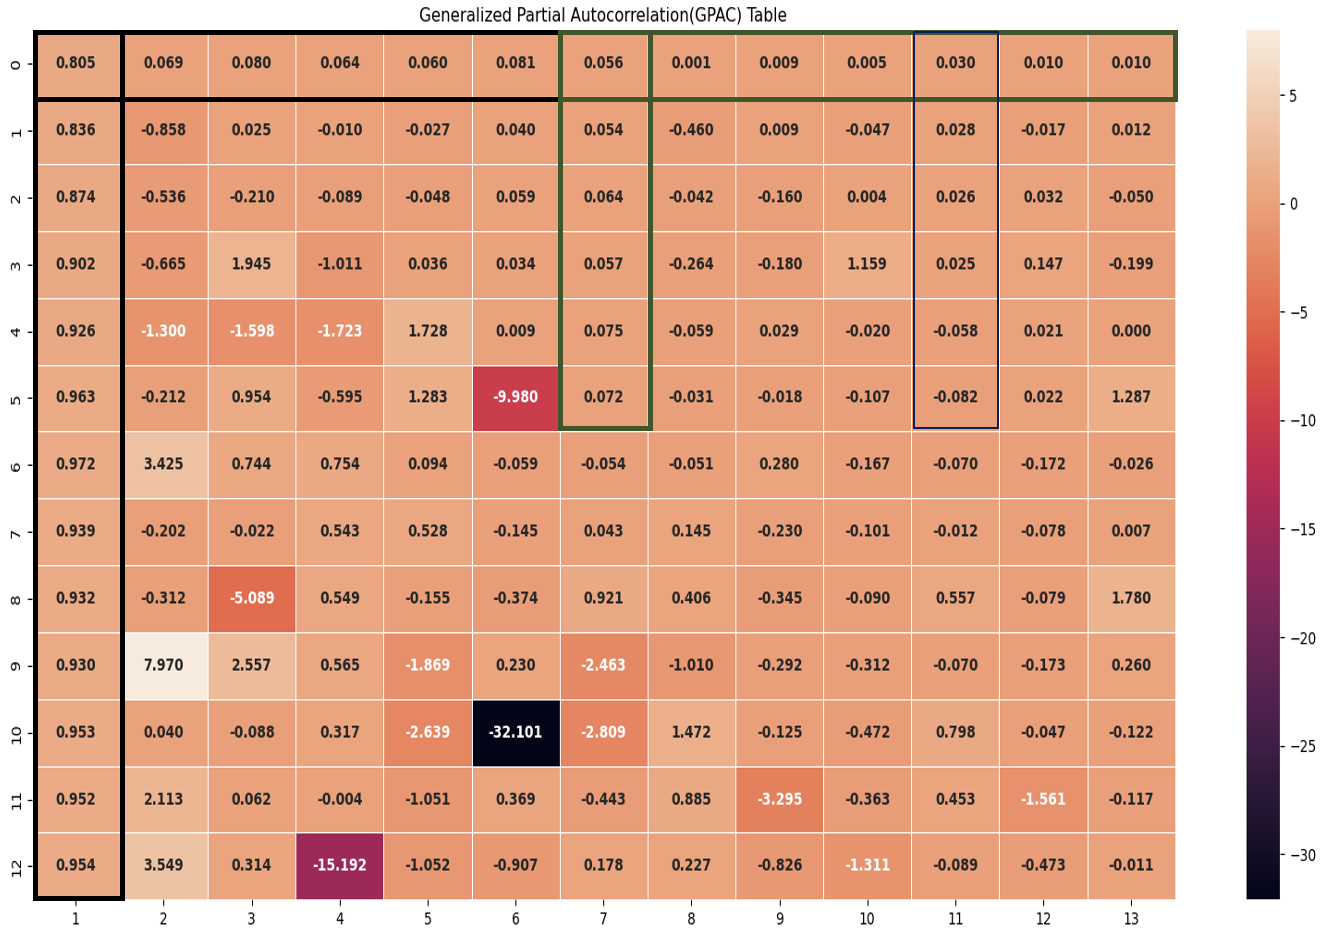 Generalized Partial Autocorrelation(GPAC) Table
0 0.805 0.069 0.080 0.064 0.060 0.081 0.056 0.001 0.009 0.005 0.030 0.010 0.010
1 0.836 -0.858 0.025 -0.010 -0.027 0.040 0.054 -0.460 0.009 -0.047 0.028 -0.017 0.012
2 0.874 -0.536 -0.210 -0.089 -0.048 0.059 0.064 -0.042 -0.160 0.004 0.026 0.032 -0.050
3 0.902 -0.665 1.945 -1.011 0.036 0.034 0.057 -0.264 -0.180 1.159 0.025 0.147 -0.199
4 0.926 -1.300 -1.598 -1.723 1.728 0.009 0.075 -0.059 0.029 -0.020 -0.058 0.021 0.000
5 0.963 -0.212 0.954 -0.595 1.283 -9.980 0.072 -0.031 -0.018 -0.107 -0.082 0.022 1.287
6 0.972 3.425 0.744 0.754 0.094 -0.059 -0.054 -0.051 0.280 -0.167 -0.070 -0.172 -0.026
7 0.939 -0.202 -0.022 0.543 0.528 -0.145 0.043 0.145 -0.230 -0.101 -0.012 -0.078 0.007
8 0.932 -0.312 -5.089 0.549 -0.155 -0.374 0.921 0.406 -0.345 -0.090 0.557 -0.079 1.780
9 0.930 7.970 2.557 0.565 -1.869 0.230 -2.463 -1.010 -0.292 -0.312 -0.070 -0.173 0.260
10 0.953 0.040 -0.088 0.317 -2.639 -32.101 -2.809 1.472 -0.125 -0.472 0.798 -0.047 -0.122
11 0.952 2.113 0.062 -0.004 -1.051 0.369 -0.443 0.885 -3.295 -0.363 0.453 -1.561 -0.117
12 0.954 3.549 0.314 -15.192 -1.052 -0.907 0.178 0.227 -0.826 -1.311 -0.089 -0.473 -0.011
1 2 3 4 5 6 7 8 9 10 11 12 13
5
0
−5
−10
−15
−20
−25
−30